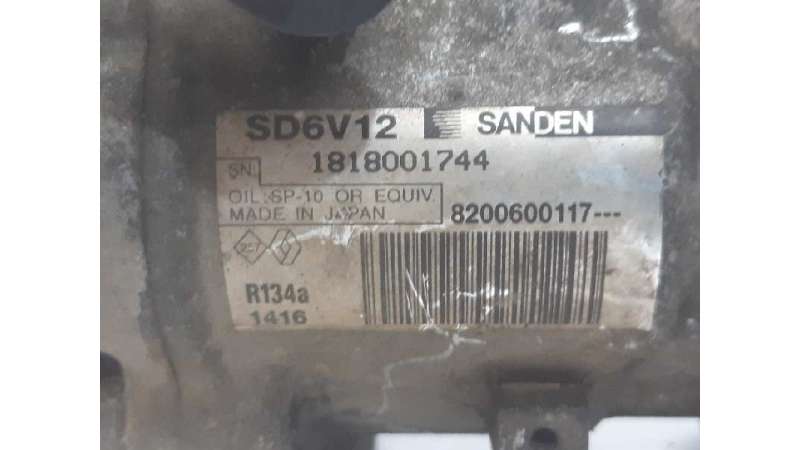 SD6V12 SANDEN
SN. 1818001744
OIL:SP-10 OR EQUIV.
MADE IN JAPAN
8200600117---
R134a
1416